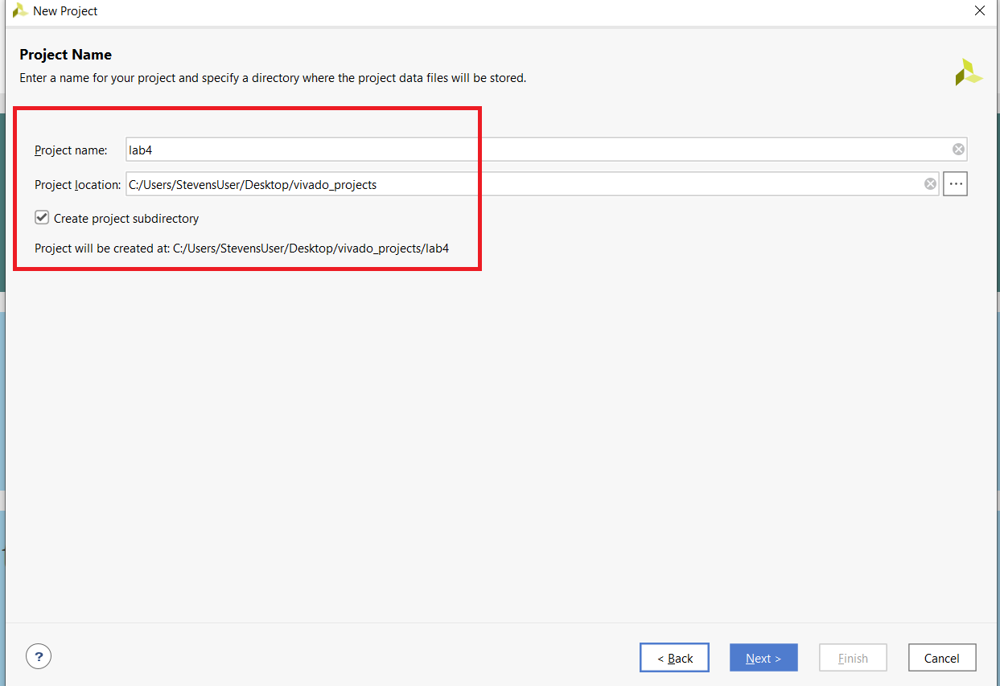 New Project
Project Name
Enter a name for your project and specify a directory where the project data files will be stored.
Project name: lab4
Project location: C:/Users/StevensUser/Desktop/vivado_projects ...
Create project subdirectory
Project will be created at: C:/Users/StevensUser/Desktop/vivado_projects/lab4
? < Back Next > Finish Cancel